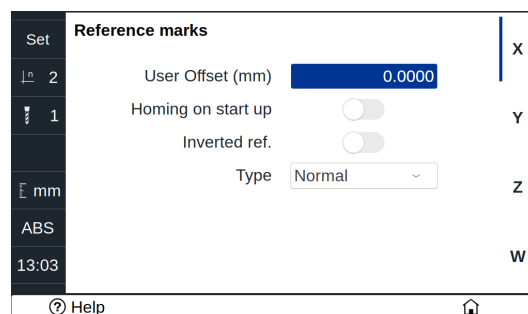 Set
Reference marks
X
n 2
User Offset (mm) 0.0000
1
Homing on start up
Y
Inverted ref.
Type Normal
mm
Z
ABS
13:03
W
? Help